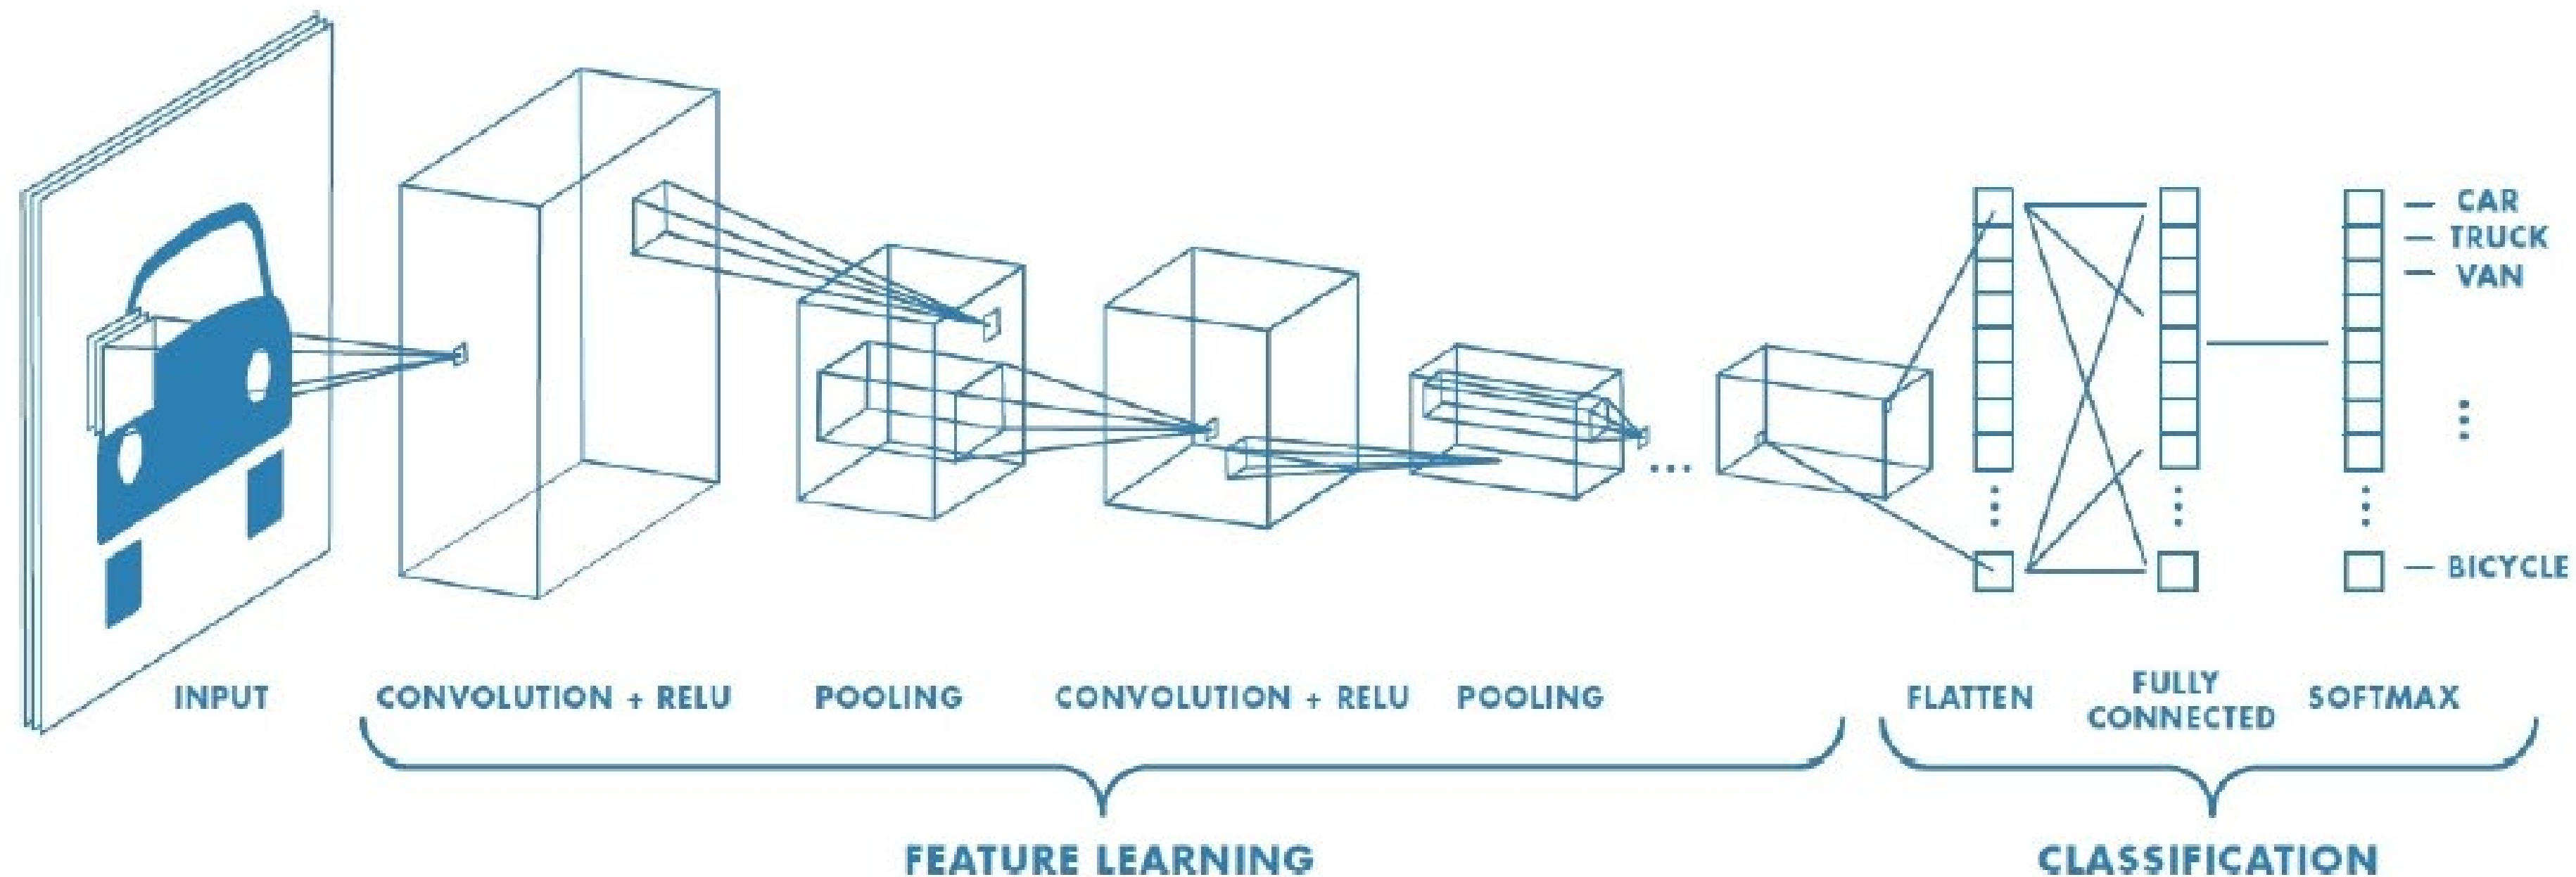 CAR
TRUCK
VAN
BICYCLE
INPUT
CONVOLUTION + RELU
POOLING
CONVOLUTION + RELU
POOLING
FLATTEN
FULLY
CONNECTED
SOFTMAX
FEATURE LEARNING
CLASSIFICATION